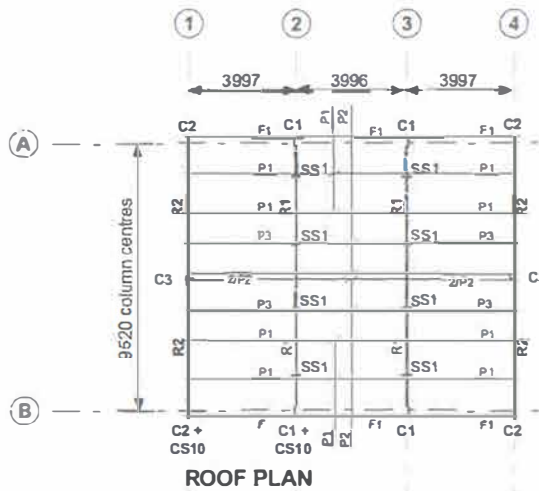 1 2 3 4
3997 3996 3997
C2 C1 P1 P2 C1 C2
F1 F1 F1
A
P1 SS1 SS1 P1
R2 P1 R1 R1 P1 R2
P3 SS1 SS1 P3
C3 2/P2 2/P2 C
9520 column centres
P3 SS1 SS1 P3
R2 P1 R R P1 R2
P1 SS1 SS1 P1
B
F F1 F1
C2 + C1 + P1 P2 C1 C2
CS10 CS10
ROOF PLAN